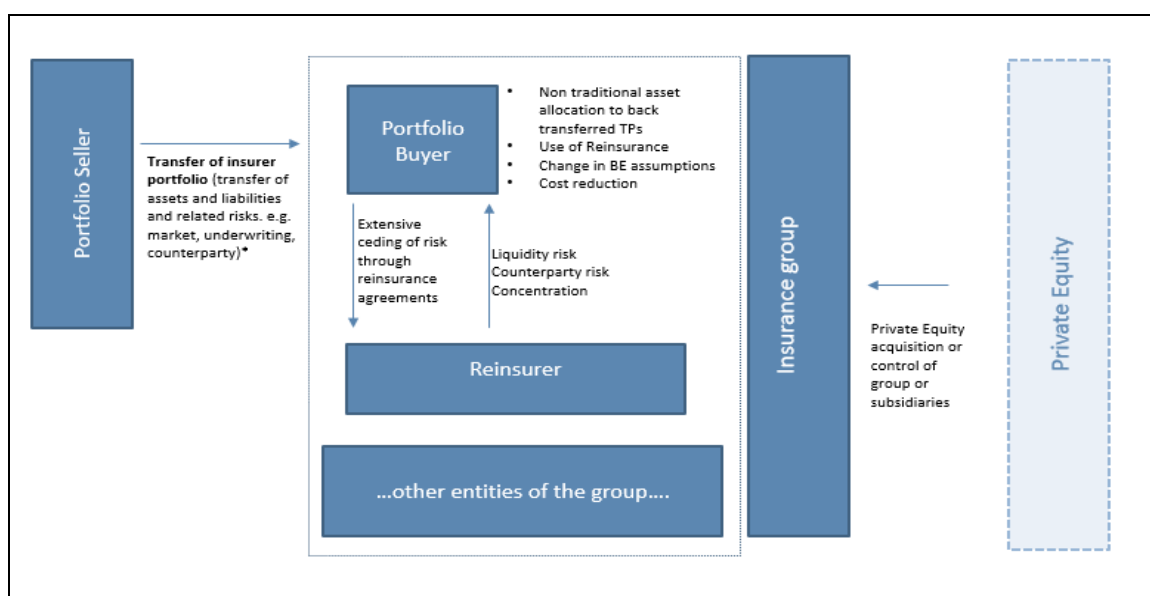 Portfolio Seller
Transfer of insurer
portfolio (transfer of
assets and liabilities
and related risks. e.g.
market, underwriting,
counterparty)*
Portfolio
Buyer
• Non traditional asset
allocation to back
transferred TPs
• Use of Reinsurance
• Change in BE assumptions
• Cost reduction
Extensive
ceding of risk
through
reinsurance
agreements
Liquidity risk
Counterparty risk
Concentration
Reinsurer
...other entities of the group....
Insurance group
Private Equity
acquisition or
control of
group or
subsidiaries
Private Equity